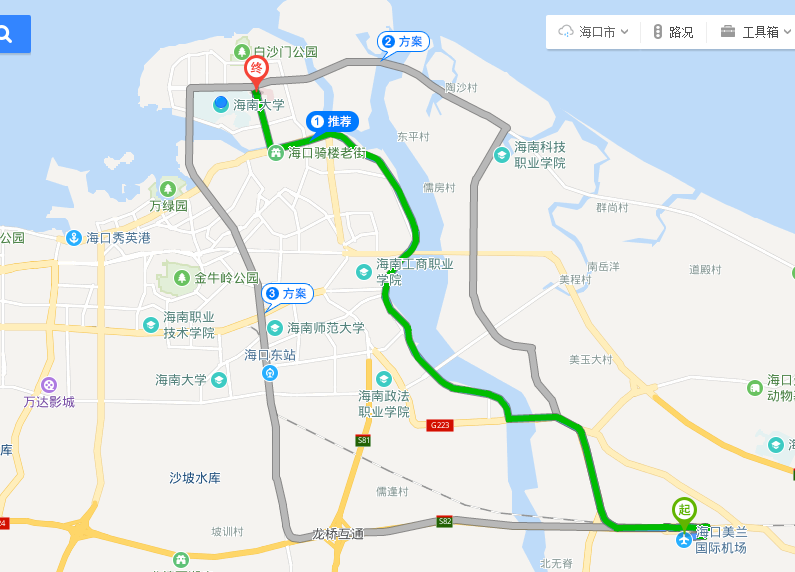 海口市
路况
工具箱
白沙门公园
2 方案
终
陶沙村
海南大学
1 推荐
东平村
海口骑楼老街
海南科技
职业学院
万绿园
儒房村
群尚村
公园
海口秀英港
南岳洋
道殿村
海南工商职业
学院
美程村
金牛岭公园
3 方案
海南职业
技术学院
海南师范大学
海口东站
美玉大村
海南大学
万达影城
海南政法
职业学院
海口
动物
G223
S81
库
沙坡水库
儒逢村
24
坡训村
龙桥互通
S82
起
海口美兰
国际机场
北无脊